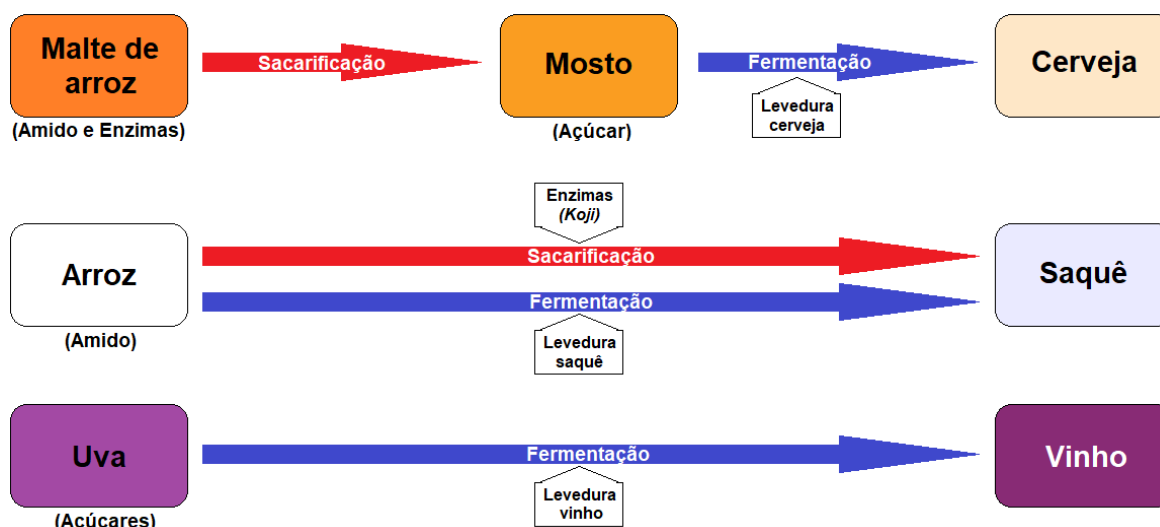 Malte de
arroz
(Amido e Enzimas)
Sacarificação
Mosto
(Açúcar)
Fermentação
Levedura
cerveja
Cerveja
Enzimas
(Koji)
Arroz
(Amido)
Sacarificação
Fermentação
Levedura
saquê
Saquê
Uva
(Açúcares)
Fermentação
Levedura
vinho
Vinho